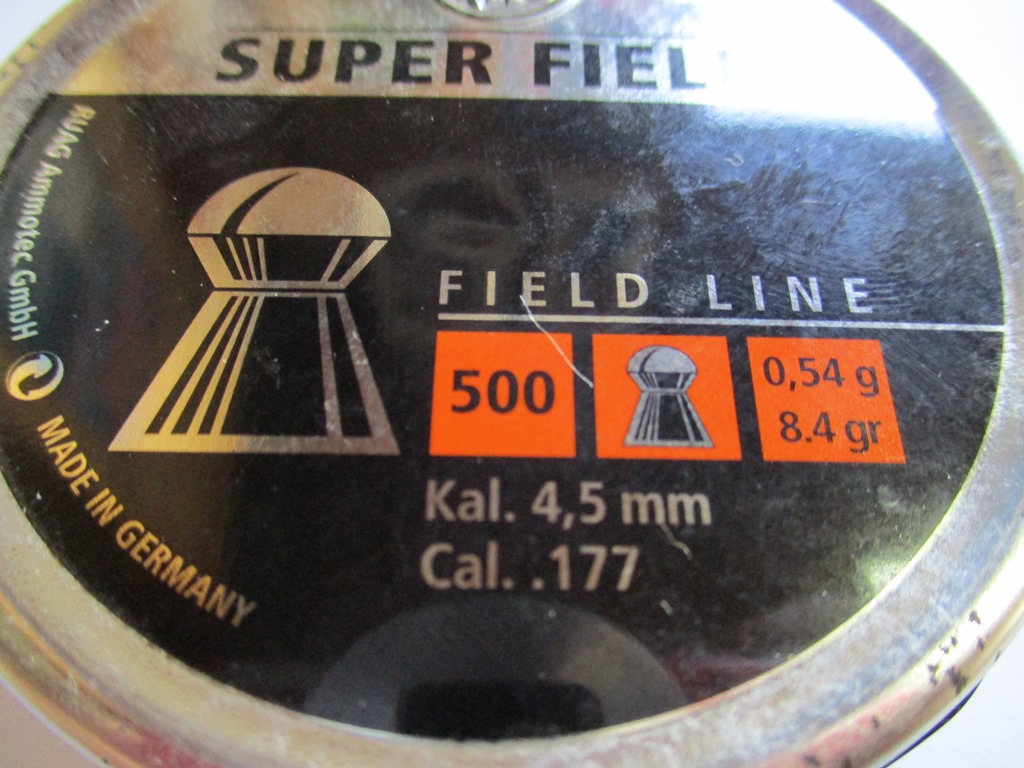 SUPER FIEL
RUAG Ammotec GmbH
MADE IN GERMANY
FIELD LINE
500
0,54 g
8.4 gr
Kal. 4,5 mm
Cal. .177